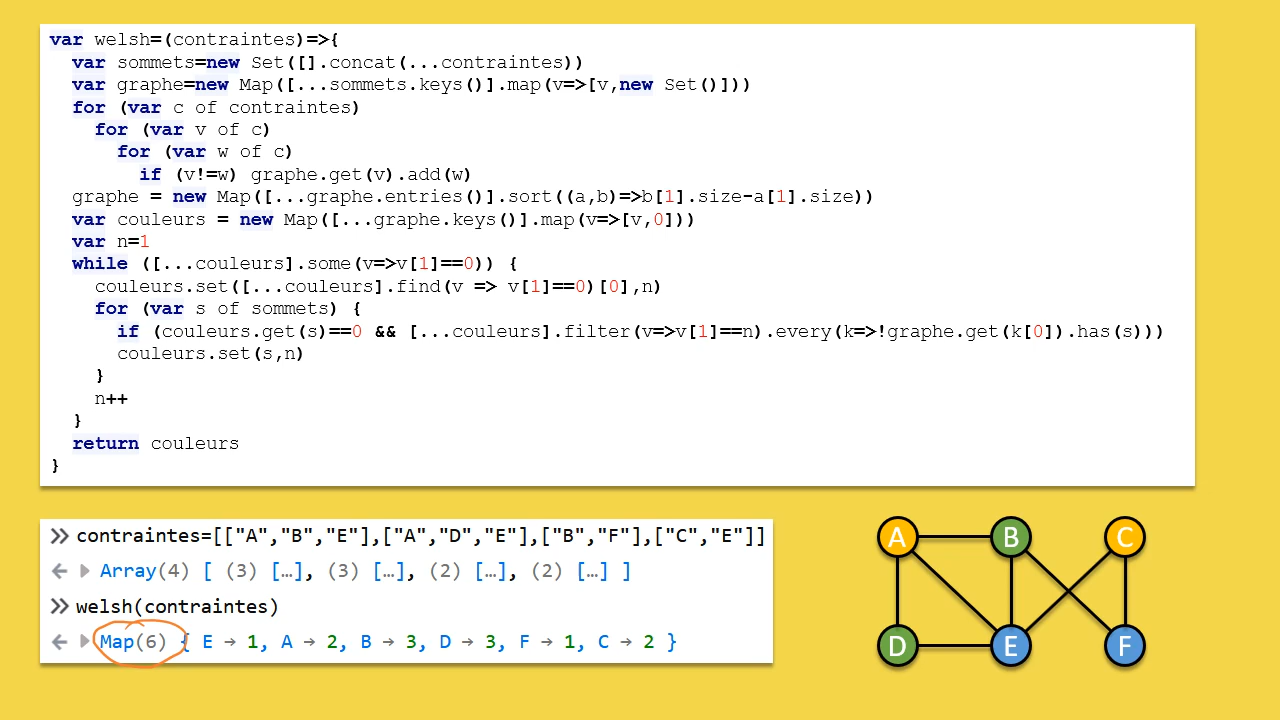 var welsh=(contraintes)=>{
var sommets=new Set([].concat(...contraintes))
var graphe=new Map([...sommets.keys()].map(v=>[v,new Set()]))
for (var c of contraintes)
for (var v of c)
for (var w of c)
if (v!=w) graphe.get(v).add(w)
graphe = new Map([...graphe.entries()].sort((a,b)=>b[1].size-a[1].size))
var couleurs = new Map([...graphe.keys()].map(v=>[v,0]))
var n=1
while ([...couleurs].some(v=>v[1]==0)) {
couleurs.set([...couleurs].find(v => v[1]==0)[0],n)
for (var s of sommets) {
if (couleurs.get(s)==0 && [...couleurs].filter(v=>v[1]==n).every(k=>!graphe.get(k[0]).has(s)))
couleurs.set(s,n)
}
n++
}
return couleurs
}
contraintes=[["A","B","E"],["A","D","E"],["B","F"],["C","E"]]
Array(4) [ (3) […], (3) […], (2) […], (2) […] ]
welsh(contraintes)
Map(6) { E → 1, A → 2, B → 3, D → 3, F → 1, C → 2 }
A B C
D E F